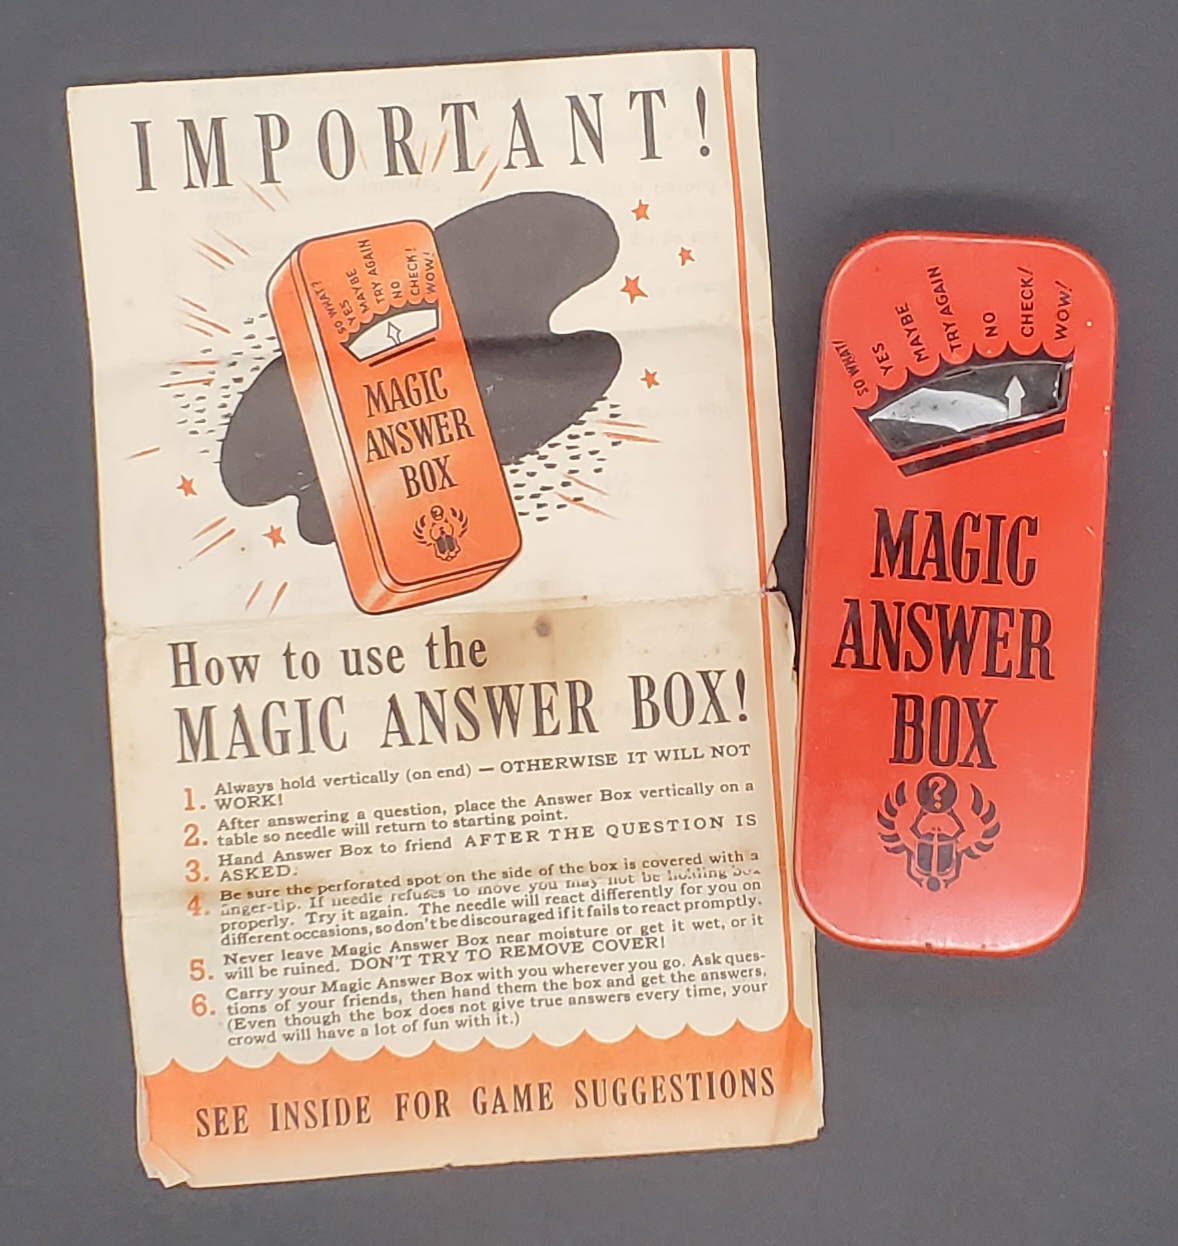 IMPORTANT!
SO WHAT?
YES
MAYBE
TRY AGAIN
NO
CHECK!
WOW!
MAGIC
ANSWER
BOX
?
How to use the
MAGIC ANSWER BOX!
1. Always hold vertically (on end) — OTHERWISE IT WILL NOT
WORK!
2. After answering a question, place the Answer Box vertically on a
table so needle will return to starting point.
3. Hand Answer Box to friend AFTER THE QUESTION IS
ASKED.
4. Be sure the perforated spot on the side of the box is covered with a
finger-tip. If needle refuses to move you may not be holding box
properly. Try it again. The needle will react differently for you on
different occasions, so don't be discouraged if it fails to react promptly.
5. Never leave Magic Answer Box near moisture or get it wet, or it
will be ruined. DON'T TRY TO REMOVE COVER!
6. Carry your Magic Answer Box with you wherever you go. Ask ques-
tions of your friends, then hand them the box and get the answers.
(Even though the box does not give true answers every time, your
crowd will have a lot of fun with it.)
SEE INSIDE FOR GAME SUGGESTIONS
SO WHAT!
YES
MAYBE
TRY AGAIN
NO
CHECK!
WOW!
MAGIC
ANSWER
BOX
?